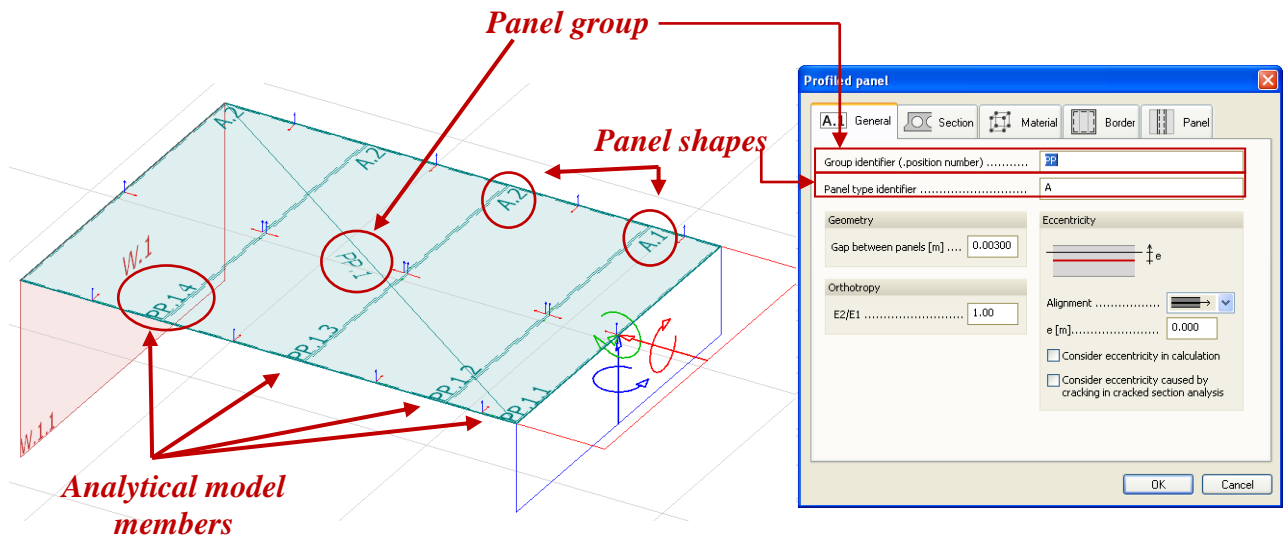 Panel group
Panel shapes
A.2
A.2
A.2
A.1
PP.1
W.1
PP.1.4
PP.1.3
PP.1.2
PP.1.1
W.1.1
Analytical model
members
Profiled panel
A.1 General
Section
Material
Border
Panel
Group identifier (.position number) ........... PP
Panel type identifier ............................ A
Geometry
Gap between panels [m] .... 0.00300
Orthotropy
E2/E1 ........................... 1.00
Eccentricity
e
Alignment ..................
e [m]........................ 0.000
Consider eccentricity in calculation
Consider eccentricity caused by
cracking in cracked section analysis
OK
Cancel